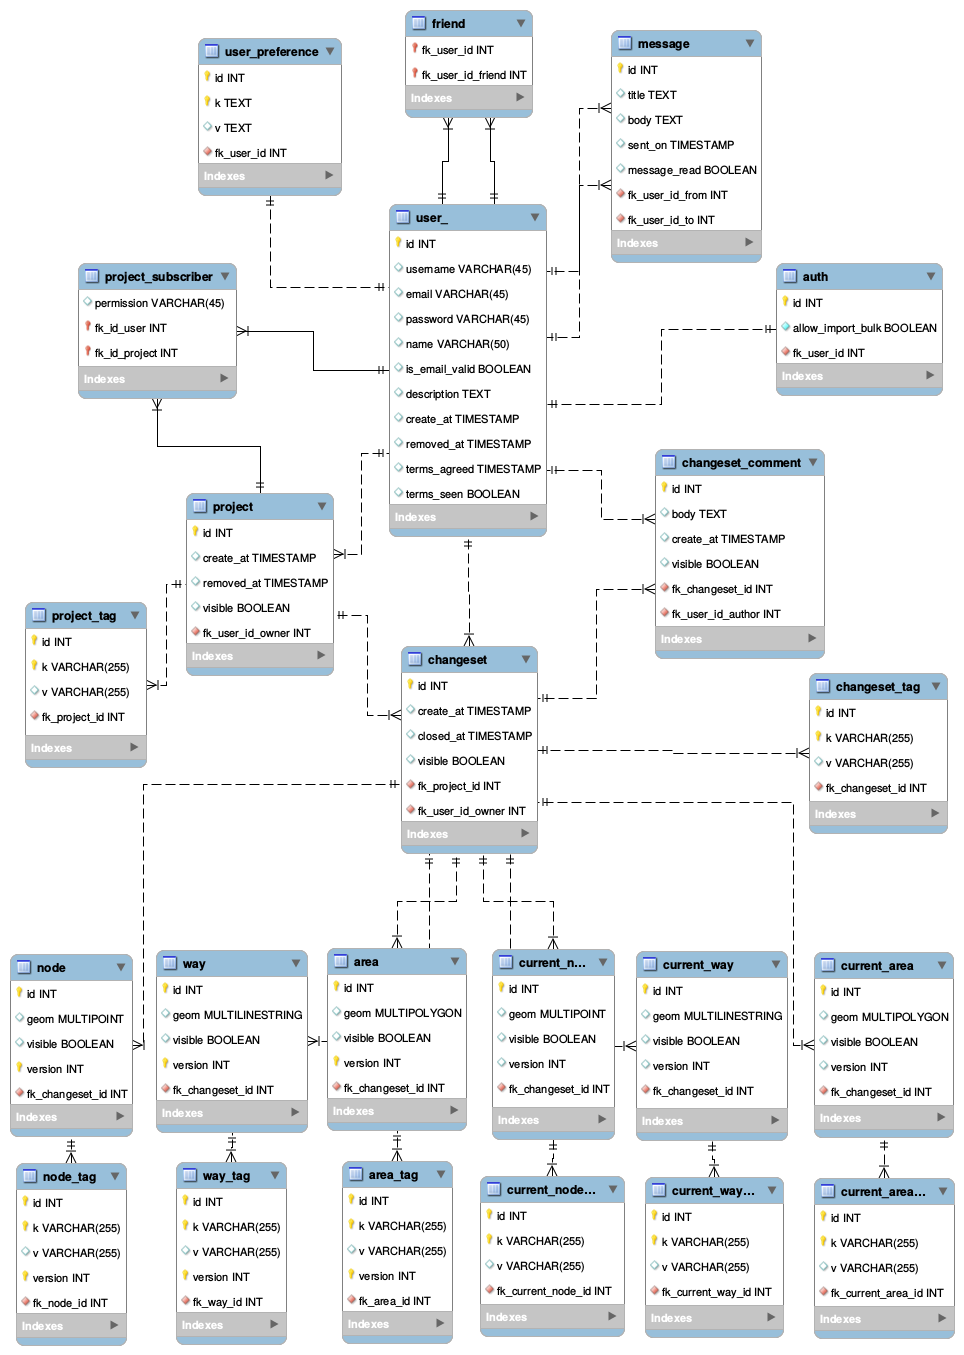 friend
fk_user_id INT
fk_user_id_friend INT
Indexes
user_preference
id INT
k TEXT
v TEXT
fk_user_id INT
Indexes
message
id INT
title TEXT
body TEXT
sent_on TIMESTAMP
message_read BOOLEAN
fk_user_id_from INT
fk_user_id_to INT
Indexes
user_
id INT
username VARCHAR(45)
email VARCHAR(45)
password VARCHAR(45)
name VARCHAR(50)
is_email_valid BOOLEAN
description TEXT
create_at TIMESTAMP
removed_at TIMESTAMP
terms_agreed TIMESTAMP
terms_seen BOOLEAN
Indexes
project_subscriber
permission VARCHAR(45)
fk_id_user INT
fk_id_project INT
Indexes
auth
id INT
allow_import_bulk BOOLEAN
fk_user_id INT
Indexes
changeset_comment
id INT
body TEXT
create_at TIMESTAMP
visible BOOLEAN
fk_changeset_id INT
fk_user_id_author INT
Indexes
project
id INT
create_at TIMESTAMP
removed_at TIMESTAMP
visible BOOLEAN
fk_user_id_owner INT
Indexes
project_tag
id INT
k VARCHAR(255)
v VARCHAR(255)
fk_project_id INT
Indexes
changeset
id INT
create_at TIMESTAMP
closed_at TIMESTAMP
visible BOOLEAN
fk_project_id INT
fk_user_id_owner INT
Indexes
changeset_tag
id INT
k VARCHAR(255)
v VARCHAR(255)
fk_changeset_id INT
Indexes
node
id INT
geom MULTIPOINT
visible BOOLEAN
version INT
fk_changeset_id INT
Indexes
way
id INT
geom MULTILINESTRING
visible BOOLEAN
version INT
fk_changeset_id INT
Indexes
area
id INT
geom MULTIPOLYGON
visible BOOLEAN
version INT
fk_changeset_id INT
Indexes
current_n...
id INT
geom MULTIPOINT
visible BOOLEAN
version INT
fk_changeset_id INT
Indexes
current_way
id INT
geom MULTILINESTRING
visible BOOLEAN
version INT
fk_changeset_id INT
Indexes
current_area
id INT
geom MULTIPOLYGON
visible BOOLEAN
version INT
fk_changeset_id INT
Indexes
node_tag
id INT
k VARCHAR(255)
v VARCHAR(255)
version INT
fk_node_id INT
Indexes
way_tag
id INT
k VARCHAR(255)
v VARCHAR(255)
version INT
fk_way_id INT
Indexes
area_tag
id INT
k VARCHAR(255)
v VARCHAR(255)
version INT
fk_area_id INT
Indexes
current_node...
id INT
k VARCHAR(255)
v VARCHAR(255)
fk_current_node_id INT
Indexes
current_way...
id INT
k VARCHAR(255)
v VARCHAR(255)
fk_current_way_id INT
Indexes
current_area...
id INT
k VARCHAR(255)
v VARCHAR(255)
fk_current_area_id INT
Indexes